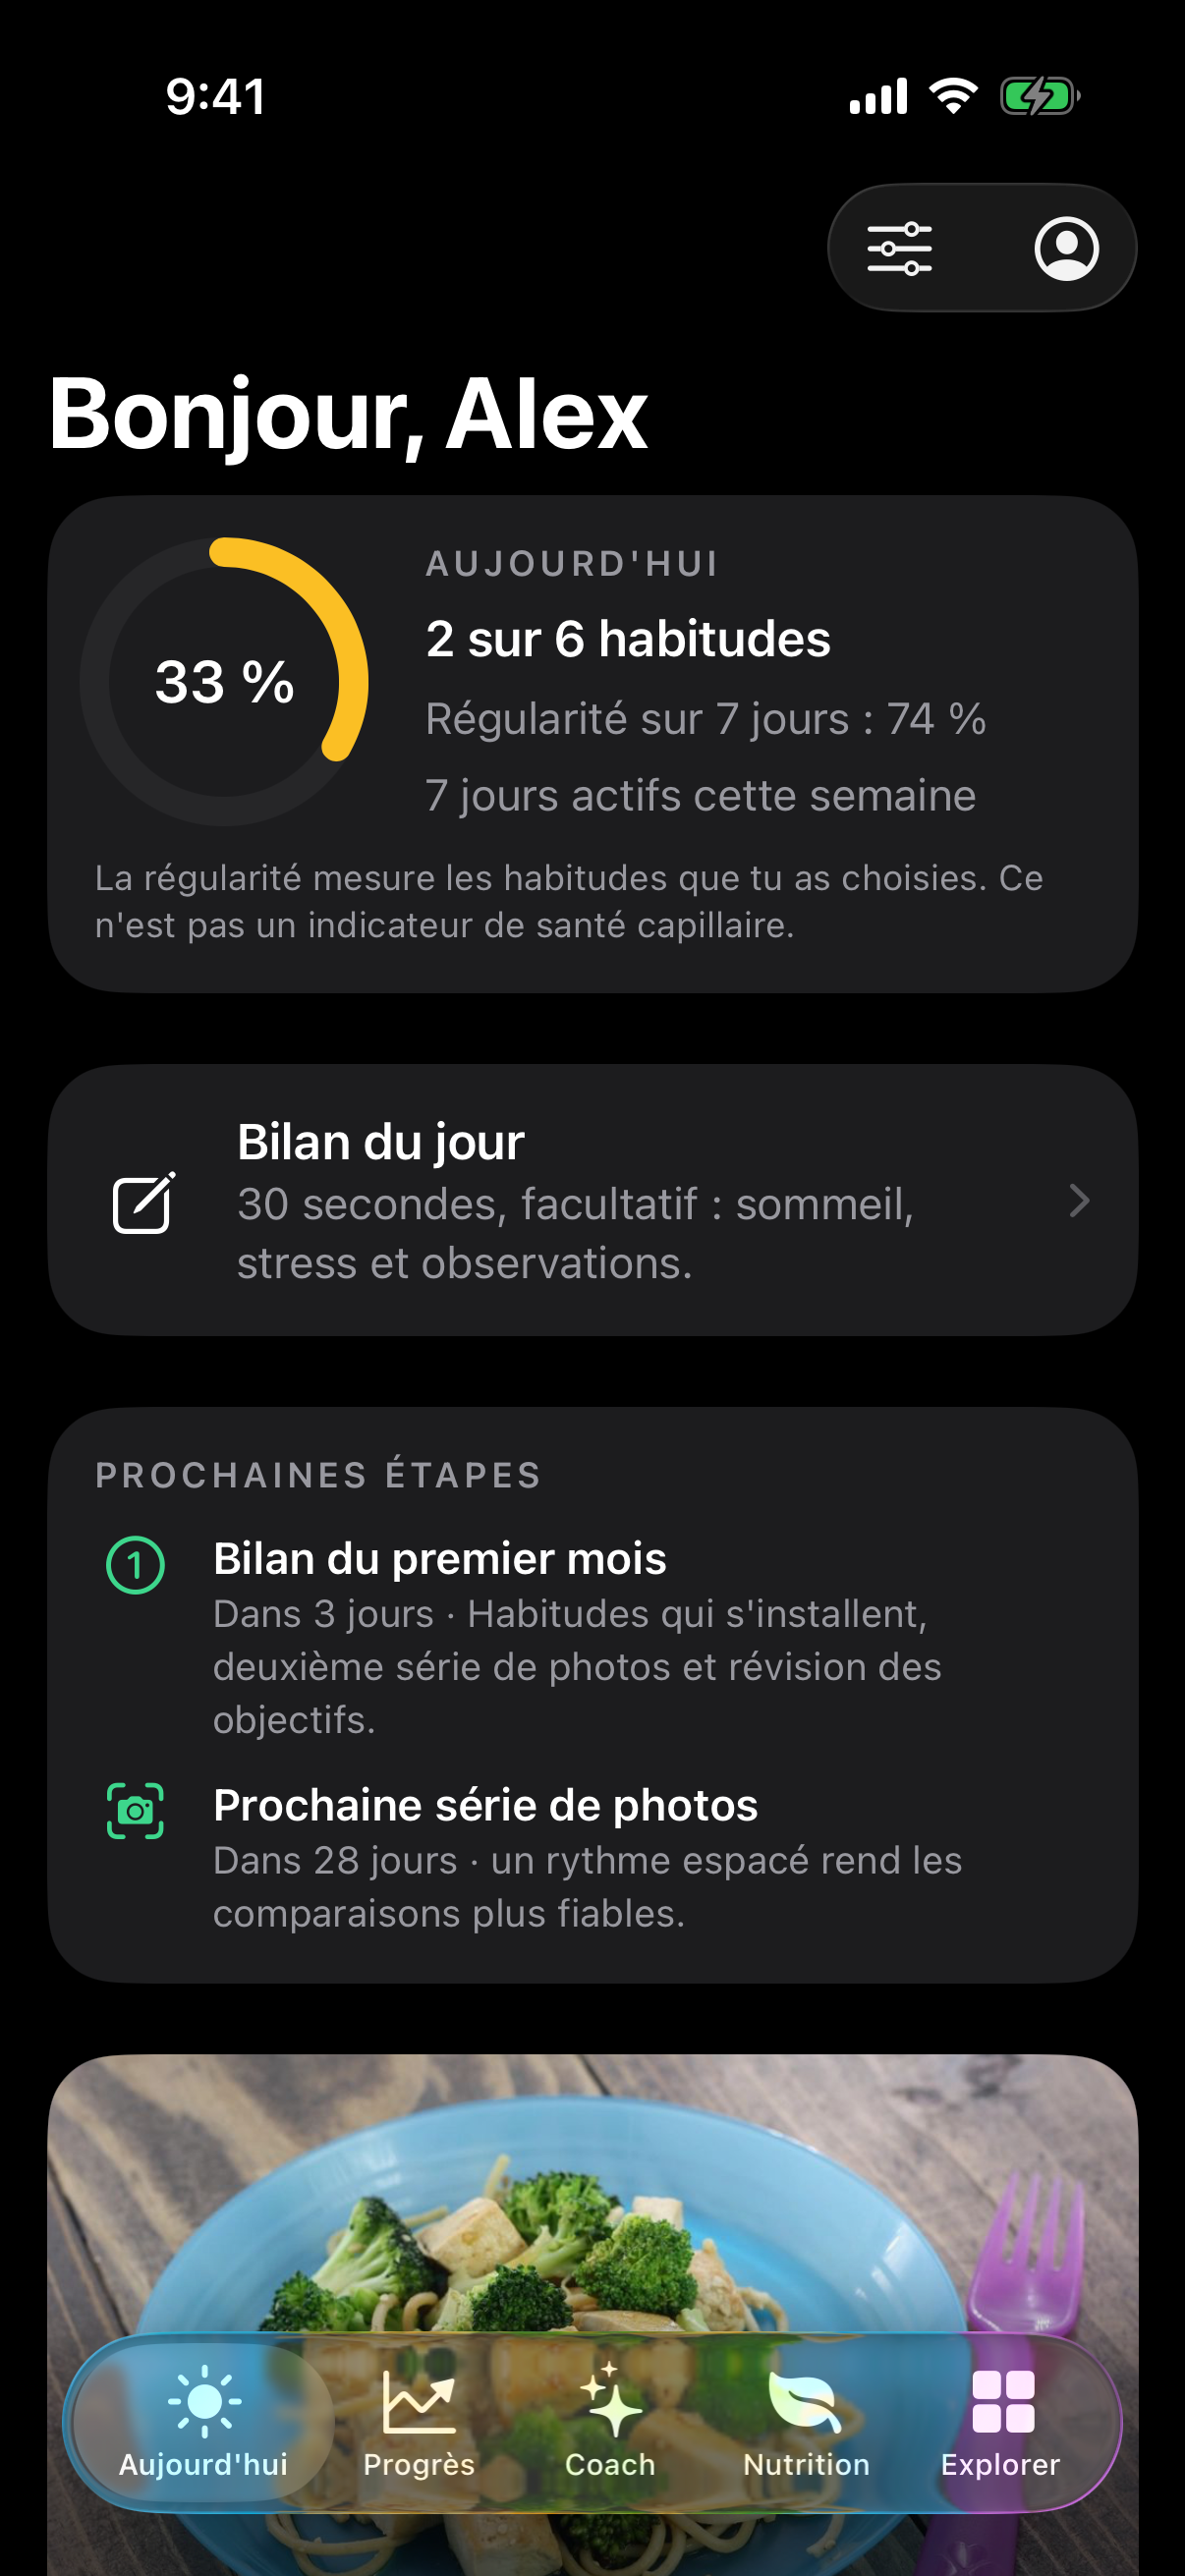 9:41
Bonjour, Alex
33 %
AUJOURD'HUI
2 sur 6 habitudes
Régularité sur 7 jours : 74 %
7 jours actifs cette semaine
La régularité mesure les habitudes que tu as choisies. Ce
n'est pas un indicateur de santé capillaire.
Bilan du jour
30 secondes, facultatif : sommeil,
stress et observations.
PROCHAINES ÉTAPES
1
Bilan du premier mois
Dans 3 jours · Habitudes qui s'installent,
deuxième série de photos et révision des
objectifs.
Prochaine série de photos
Dans 28 jours · un rythme espacé rend les
comparaisons plus fiables.
Aujourd'hui
Progrès
Coach
Nutrition
Explorer